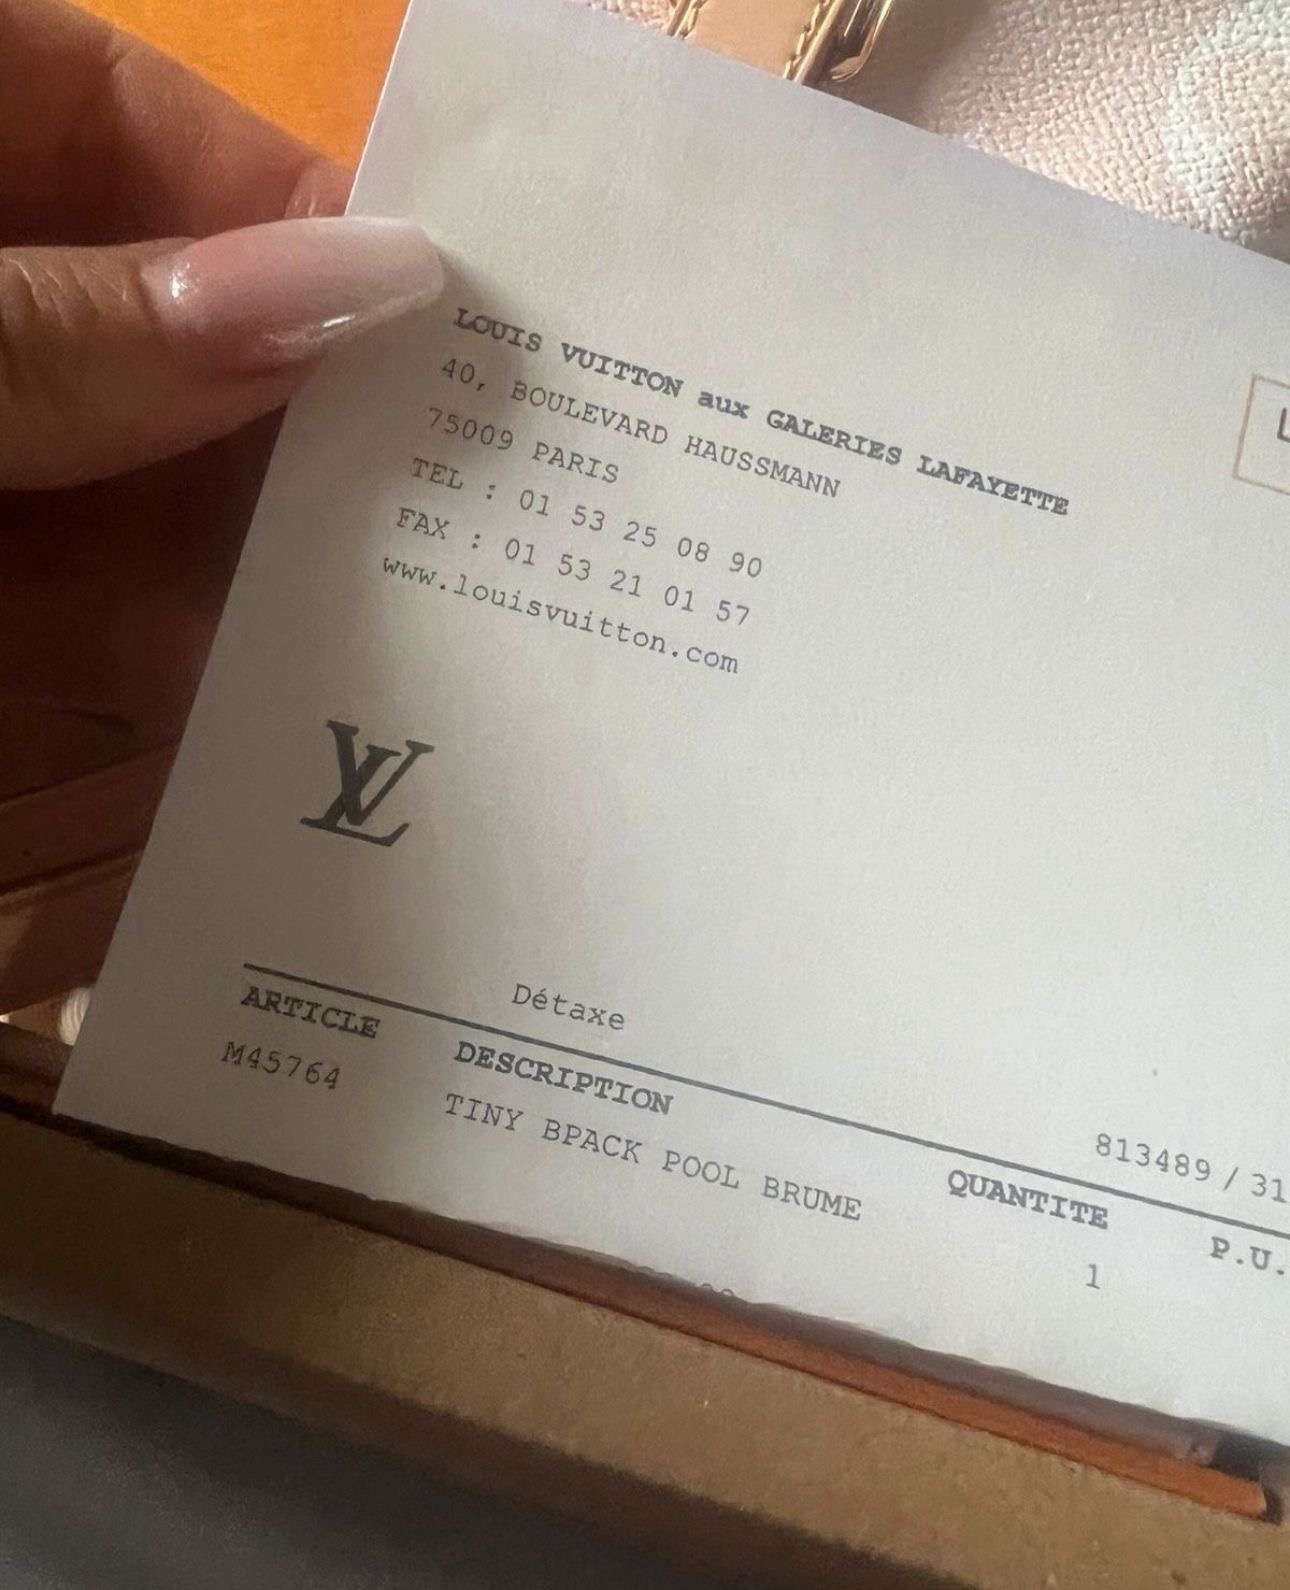 LOUIS VUITTON aux GALERIES LAFAYETTE
40, BOULEVARD HAUSSMANN
75009 PARIS
TEL : 01 53 25 08 90
FAX : 01 53 21 01 57
www.louisvuitton.com
L
LV
Détaxe
813489 / 31
ARTICLE DESCRIPTION QUANTITE P.U.
M45764 TINY BPACK POOL BRUME 1